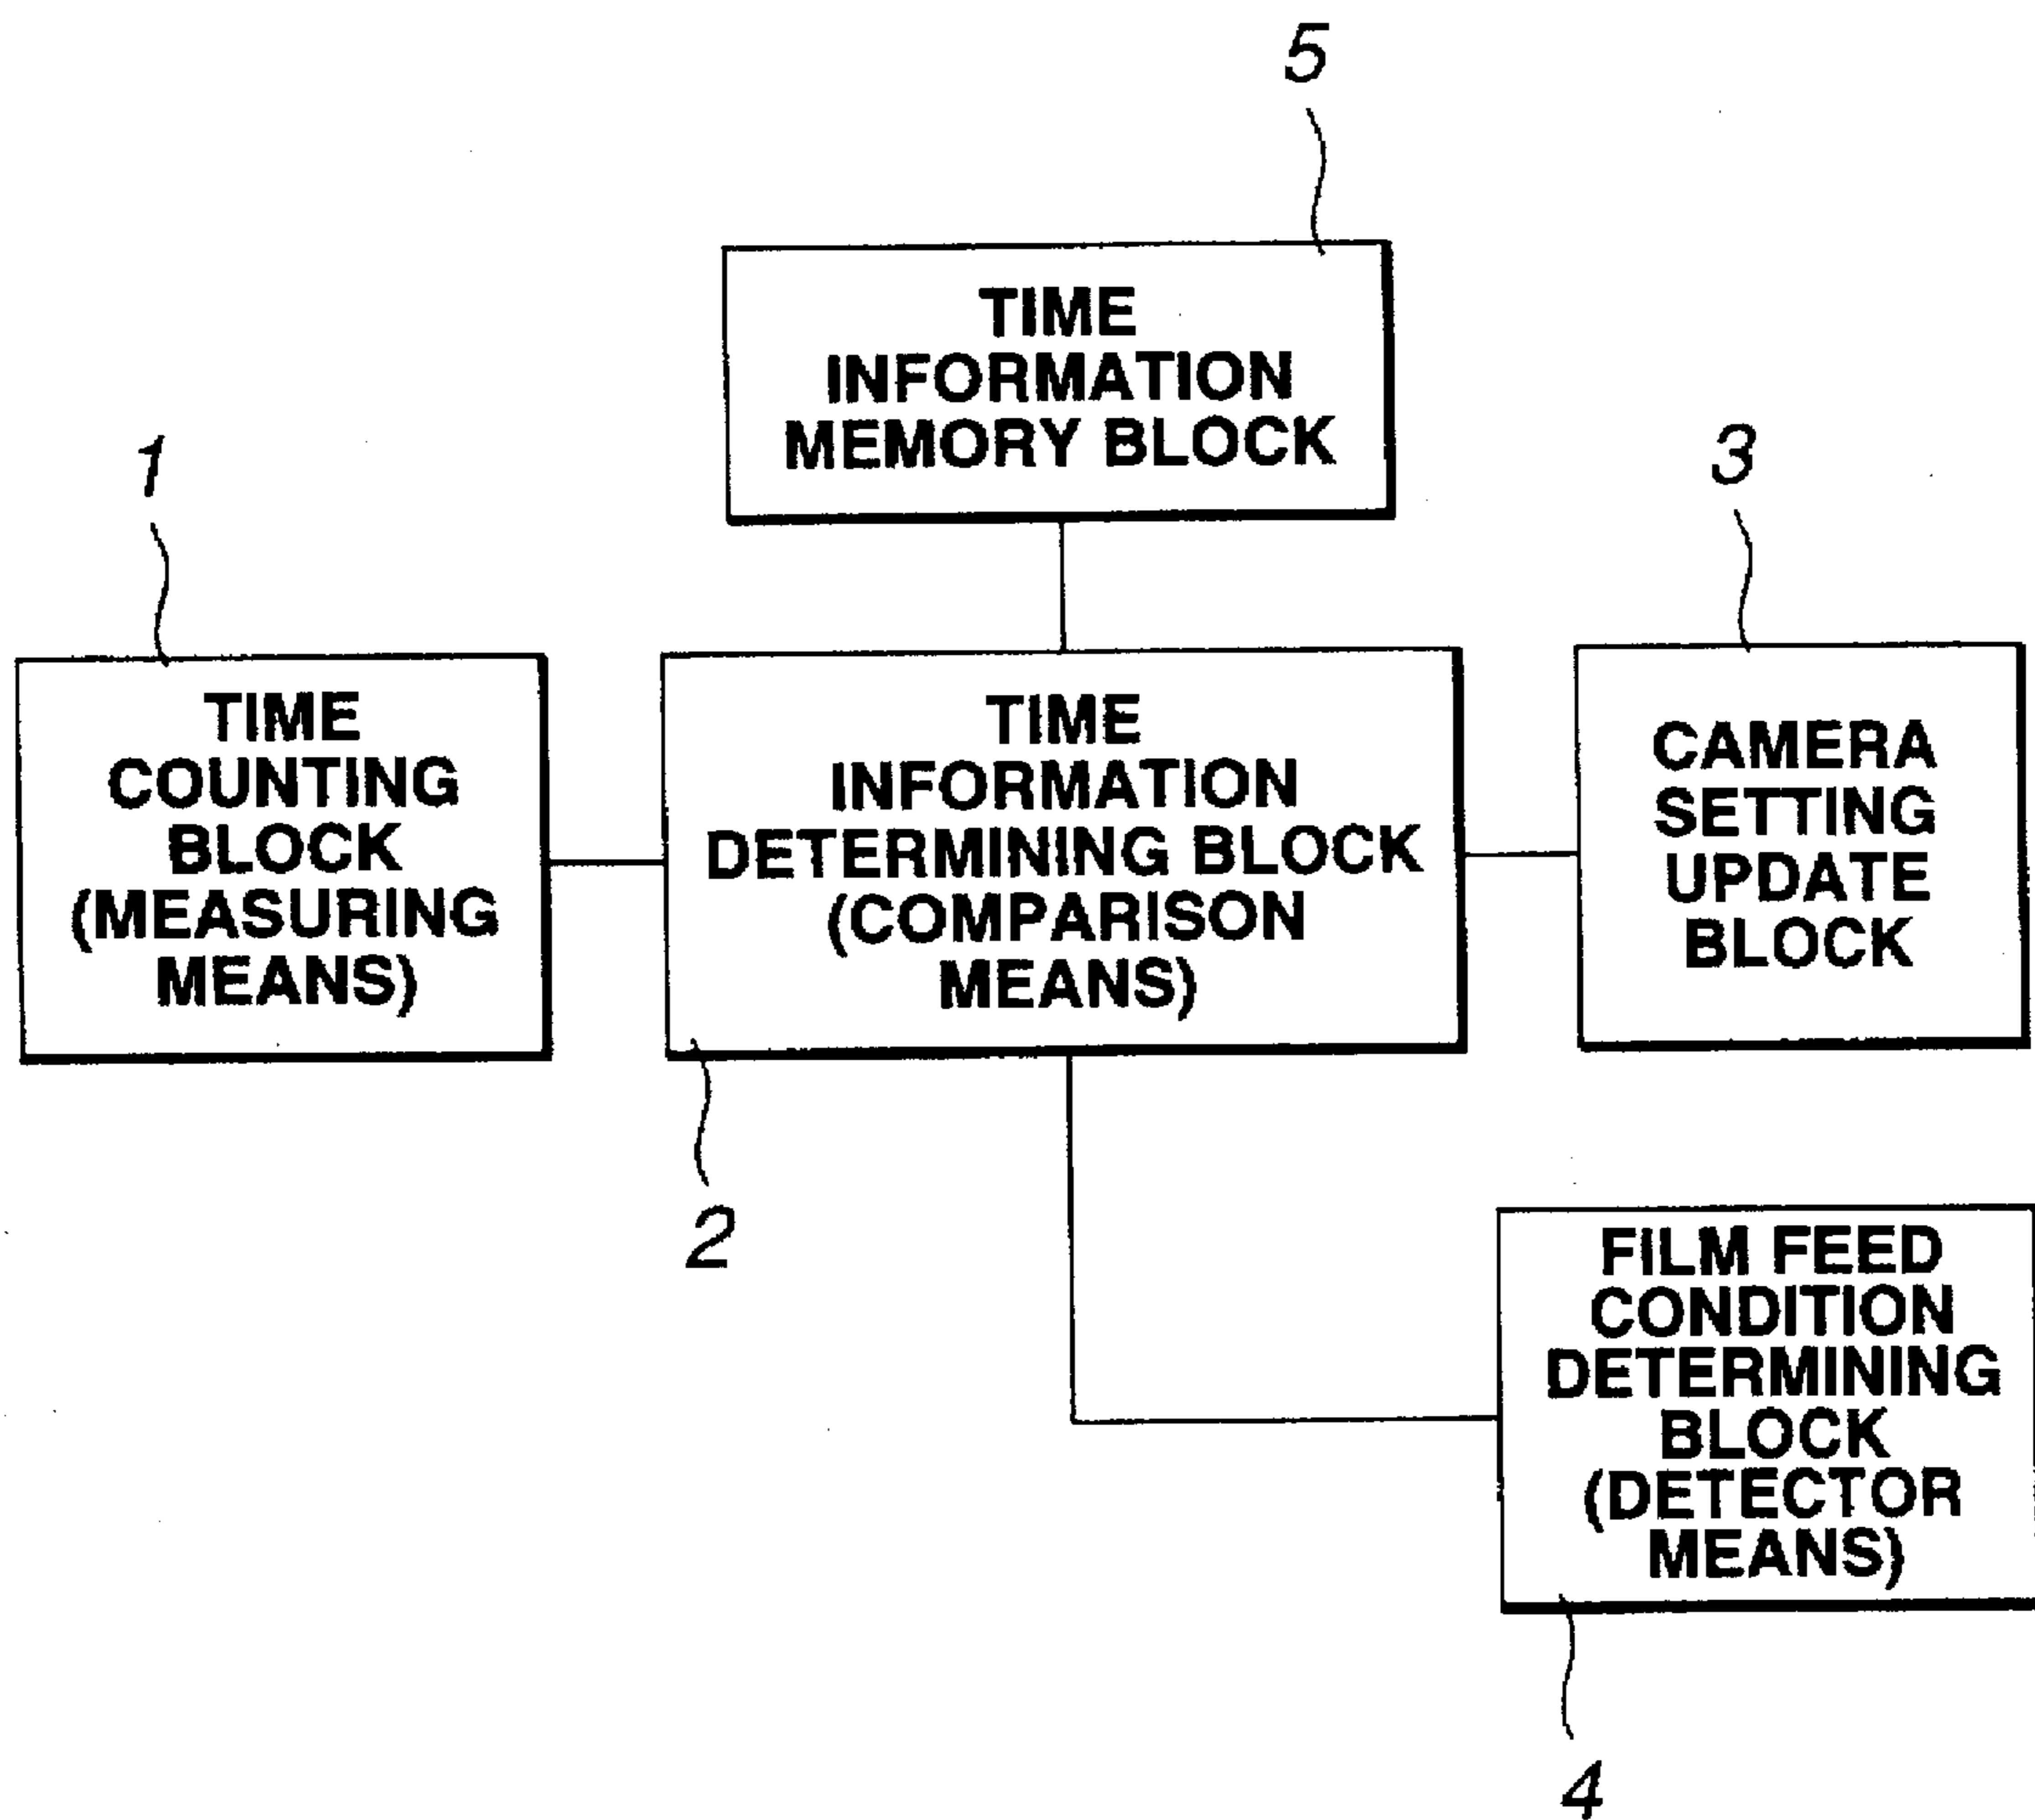 5
TIME
INFORMATION
MEMORY BLOCK
1
3
TIME
COUNTING
BLOCK
(MEASURING
MEANS)
TIME
INFORMATION
DETERMINING BLOCK
(COMPARISON
MEANS)
CAMERA
SETTING
UPDATE
BLOCK
2
FILM FEED
CONDITION
DETERMINING
BLOCK
(DETECTOR
MEANS)
4